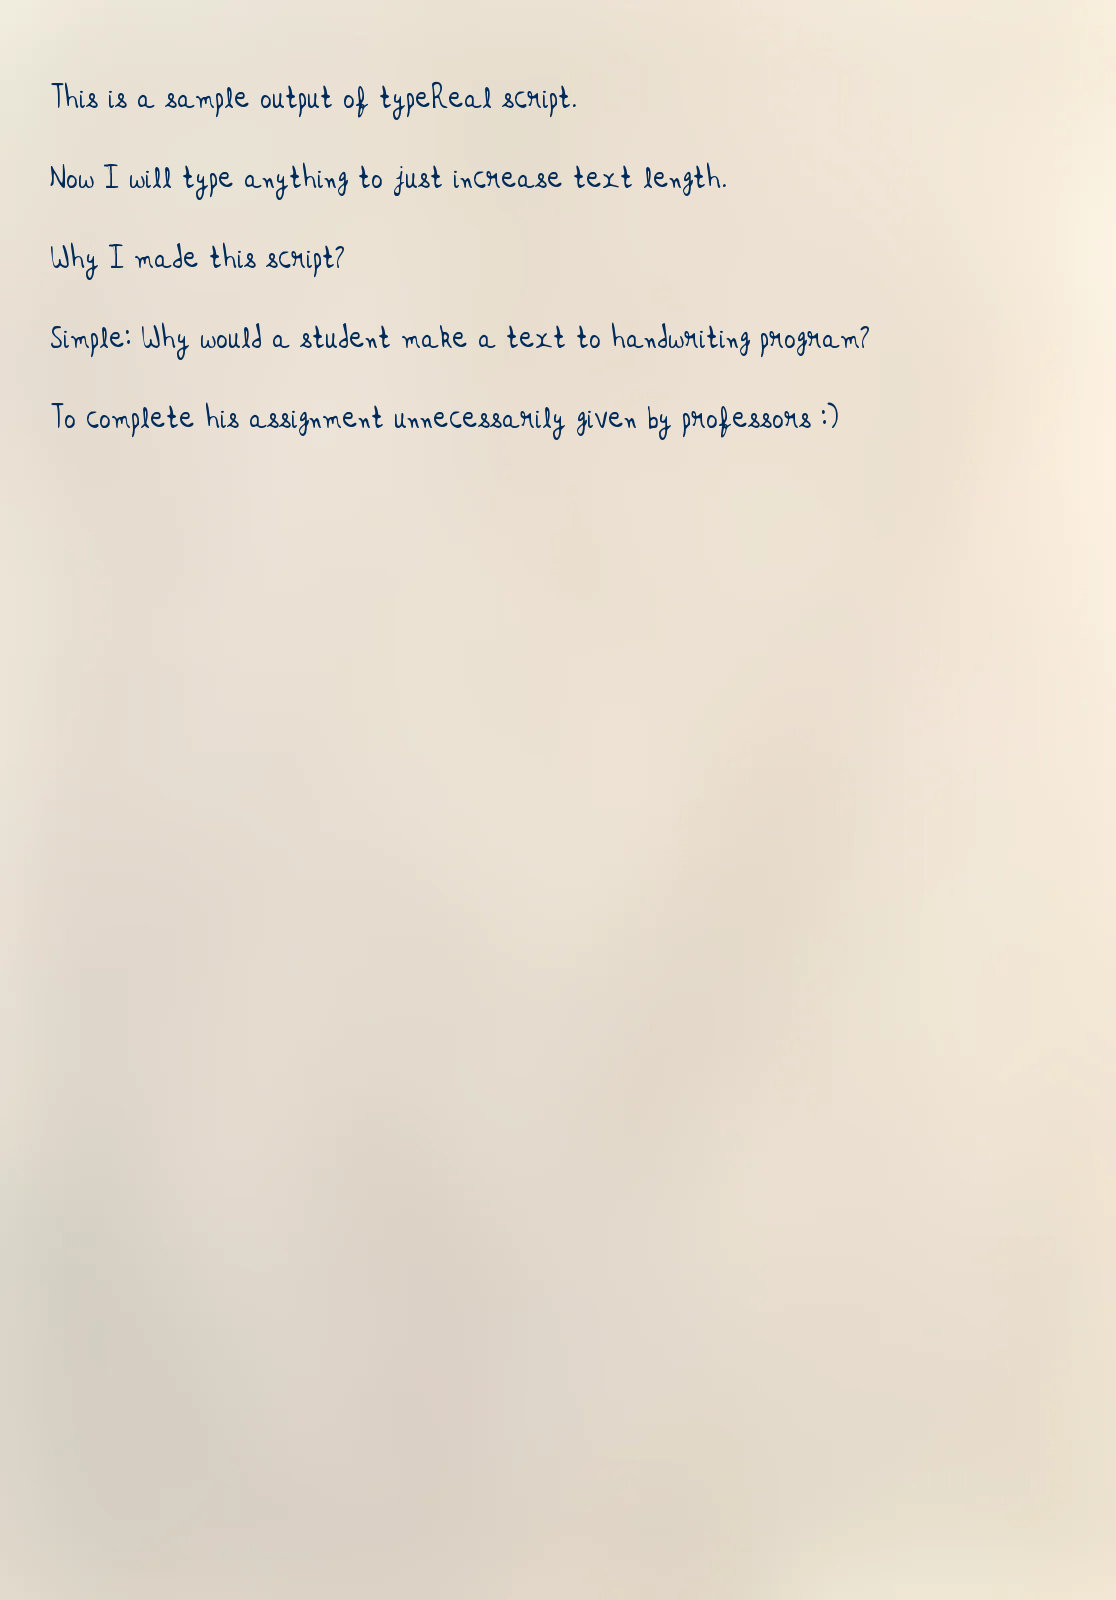 This is a sample output of typeReal script.
Now I will type anything to just increase text length.
Why I made this script?
Simple: Why would a student make a text to handwriting program?
To complete his assignment unnecessarily given by professors :)